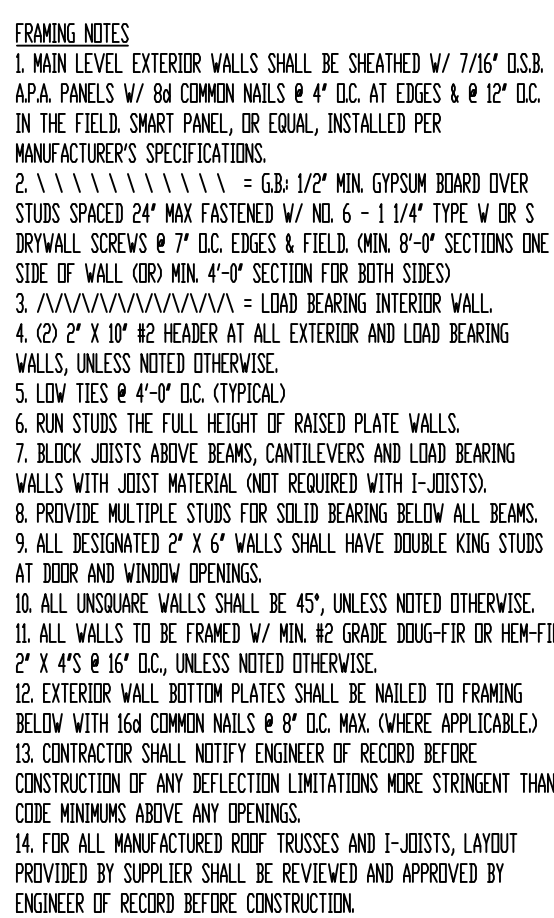 FRAMING NOTES
1. MAIN LEVEL EXTERIOR WALLS SHALL BE SHEATHED W/ 7/16" O.S.B.
A.P.A. PANELS W/ 8d COMMON NAILS @ 4" O.C. AT EDGES & @ 12" O.C.
IN THE FIELD. SMART PANEL, OR EQUAL, INSTALLED PER
MANUFACTURER'S SPECIFICATIONS.
2. \ \ \ \ \ \ \ \ \ \ \ = G.B.: 1/2" MIN. GYPSUM BOARD OVER
STUDS SPACED 24" MAX FASTENED W/ NO. 6 - 1 1/4" TYPE W OR S
DRYWALL SCREWS @ 7" O.C. EDGES & FIELD. (MIN. 8'-0" SECTIONS ONE
SIDE OF WALL (OR) MIN. 4'-0" SECTION FOR BOTH SIDES)
3. /\/\/\/\/\/\/\/\/\/\/\ = LOAD BEARING INTERIOR WALL.
4. (2) 2" X 10" #2 HEADER AT ALL EXTERIOR AND LOAD BEARING
WALLS, UNLESS NOTED OTHERWISE.
5. LOW TIES @ 4'-0" O.C. (TYPICAL)
6. RUN STUDS THE FULL HEIGHT OF RAISED PLATE WALLS.
7. BLOCK JOISTS ABOVE BEAMS, CANTILEVERS AND LOAD BEARING
WALLS WITH JOIST MATERIAL (NOT REQUIRED WITH I-JOISTS).
8. PROVIDE MULTIPLE STUDS FOR SOLID BEARING BELOW ALL BEAMS.
9. ALL DESIGNATED 2" X 6" WALLS SHALL HAVE DOUBLE KING STUDS
AT DOOR AND WINDOW OPENINGS.
10. ALL UNSQUARE WALLS SHALL BE 45°, UNLESS NOTED OTHERWISE.
11. ALL WALLS TO BE FRAMED W/ MIN. #2 GRADE DOUG-FIR OR HEM-FI
2" X 4"S @ 16" O.C., UNLESS NOTED OTHERWISE.
12. EXTERIOR WALL BOTTOM PLATES SHALL BE NAILED TO FRAMING
BELOW WITH 16d COMMON NAILS @ 8" O.C. MAX. (WHERE APPLICABLE.)
13. CONTRACTOR SHALL NOTIFY ENGINEER OF RECORD BEFORE
CONSTRUCTION OF ANY DEFLECTION LIMITATIONS MORE STRINGENT THAN
CODE MINIMUMS ABOVE ANY OPENINGS.
14. FOR ALL MANUFACTURED ROOF TRUSSES AND I-JOISTS, LAYOUT
PROVIDED BY SUPPLIER SHALL BE REVIEWED AND APPROVED BY
ENGINEER OF RECORD BEFORE CONSTRUCTION.